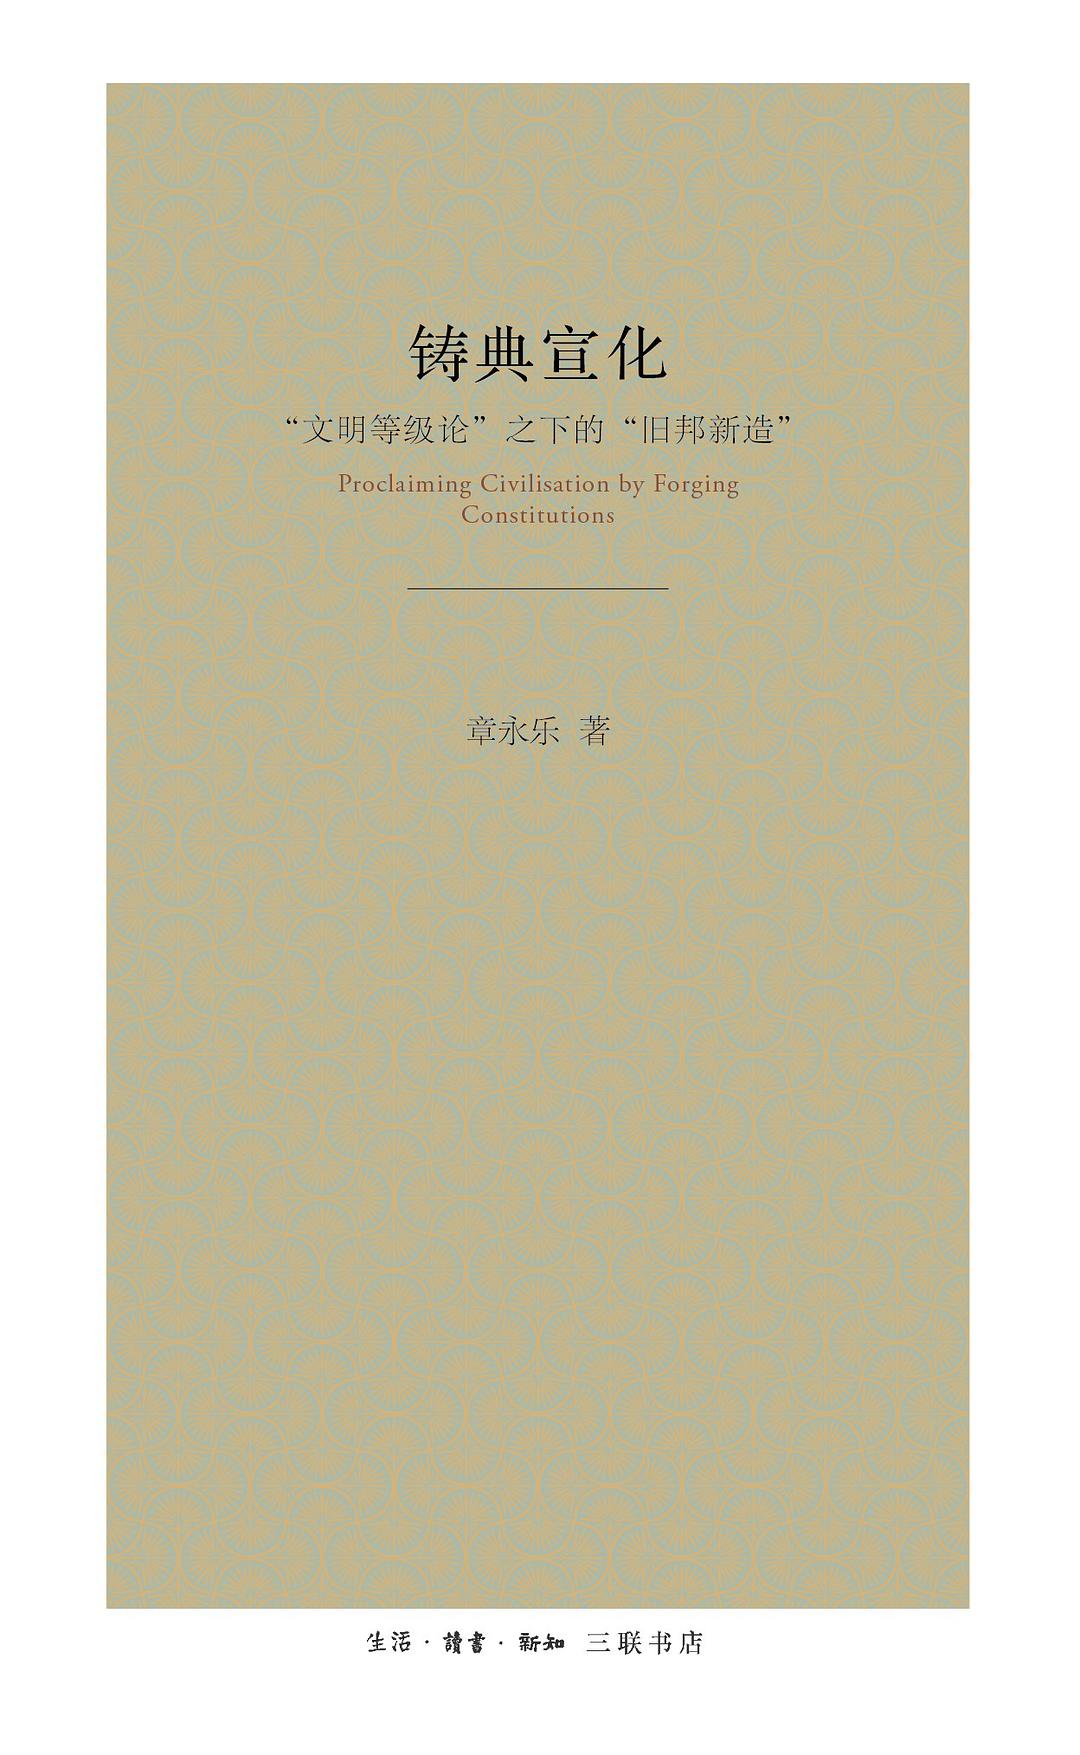 铸典宣化
“文明等级论”之下的“旧邦新造”
Proclaiming Civilisation by Forging
Constitutions
章永乐 著
生活·讀書·新知 三联书店